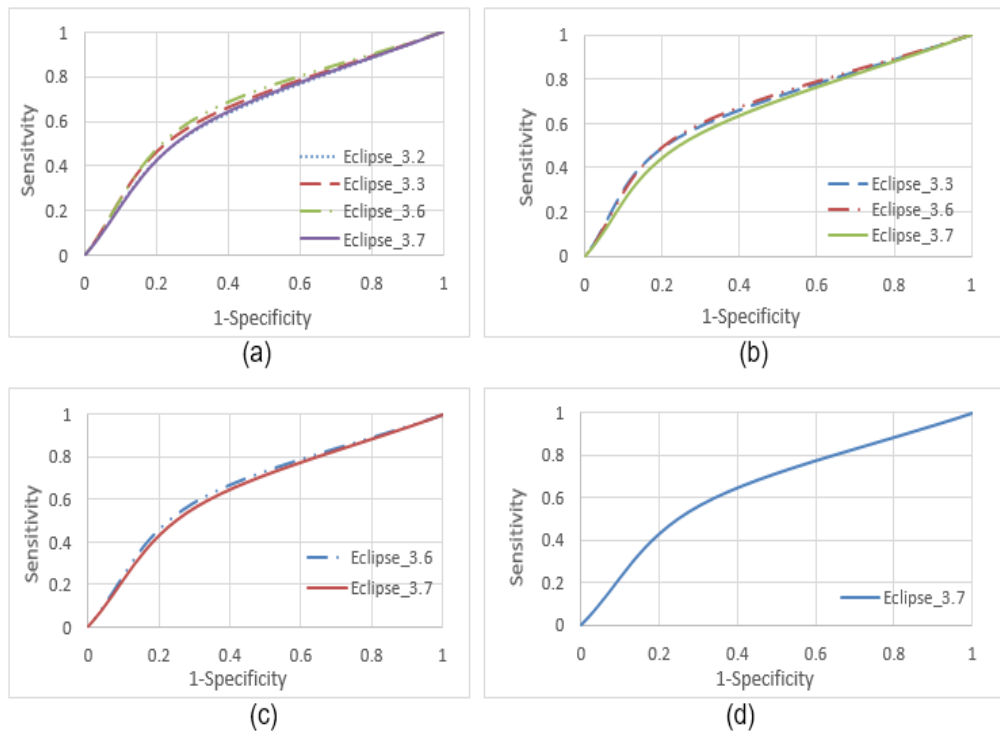 1
0.8
0.6
0.4
0.2
0
Sensitivity
Eclipse_3.2
Eclipse_3.3
Eclipse_3.6
Eclipse_3.7
0 0.2 0.4 0.6 0.8 1
1-Specificity
(a)
1
0.8
0.6
0.4
0.2
0
Sensitivity
Eclipse_3.3
Eclipse_3.6
Eclipse_3.7
0 0.2 0.4 0.6 0.8 1
1-Specificity
(b)
1
0.8
0.6
0.4
0.2
0
Sensitivity
Eclipse_3.6
Eclipse_3.7
0 0.2 0.4 0.6 0.8 1
1-Specificity
(c)
1
0.8
0.6
0.4
0.2
0
Sensitivity
Eclipse_3.7
0 0.2 0.4 0.6 0.8 1
1-Specificity
(d)